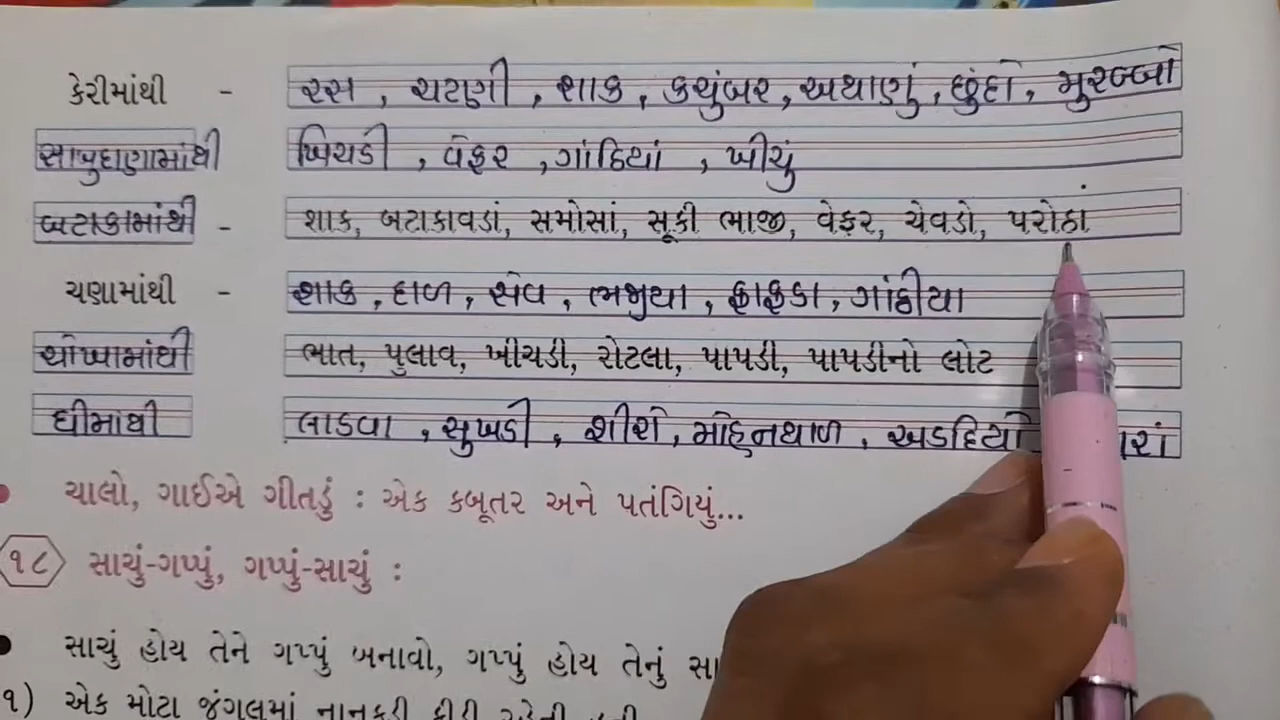 કેરીમાંથી - રસ , ચટણી , શાક , કચુંબર , અથાણું , છુંદો , મુરબ્બો
સાબુદાણામાંથી ખિચડી , વેફર , ગાંઠિયાં , ખીચું
બટાકામાંથી - શાક, બટાકાવડાં, સમોસાં, સૂકી ભાજી, વેફર, ચેવડો, પરોઠાં
ચણામાંથી - શાક , દાળ , સેવ , ભજીયા , ફાફડા , ગાંઠીયા
ચોખામાંથી ભાત, પુલાવ, ખીચડી, રોટલા, પાપડી, પાપડીનો લોટ
ઘીમાંથી લાડવા , સુખડી , શીરો , મોહનથાળ , અડદિયો
ચાલો, ગાઈએ ગીતડું : એક કબૂતર અને પતંગિયું...
૧૮ સાચું-ગપ્પું, ગપ્પું-સાચું :
સાચું હોય તેને ગપ્પું બનાવો, ગપ્પું હોય તેનું
૧) એક મોટા જંગલમાં નાનકડી કીડી રહેતી હતી